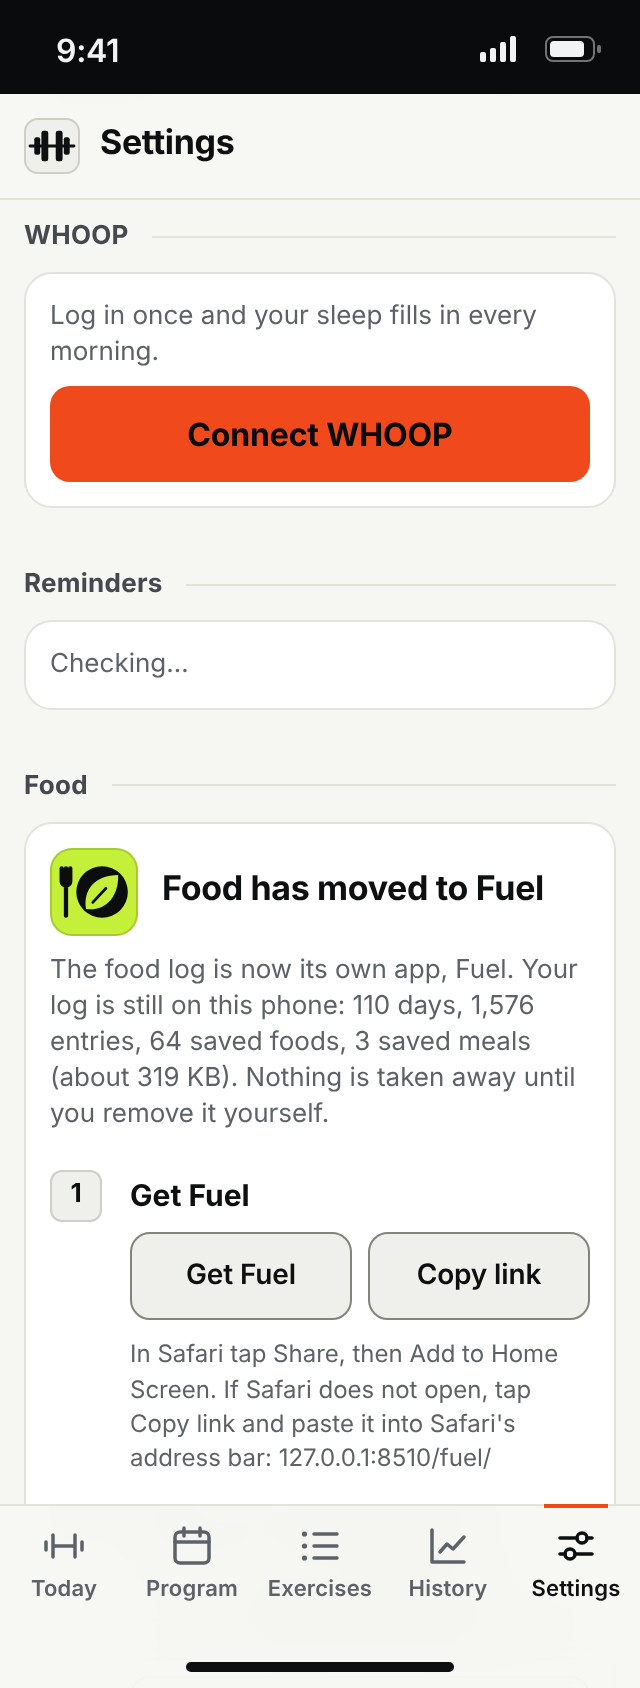 9:41
Settings
WHOOP
Log in once and your sleep fills in every
morning.
Connect WHOOP
Reminders
Checking...
Food
Food has moved to Fuel
The food log is now its own app, Fuel. Your
log is still on this phone: 110 days, 1,576
entries, 64 saved foods, 3 saved meals
(about 319 KB). Nothing is taken away until
you remove it yourself.
1
Get Fuel
Get Fuel
Copy link
In Safari tap Share, then Add to Home
Screen. If Safari does not open, tap
Copy link and paste it into Safari's
address bar: 127.0.0.1:8510/fuel/
Today
Program
Exercises
History
Settings